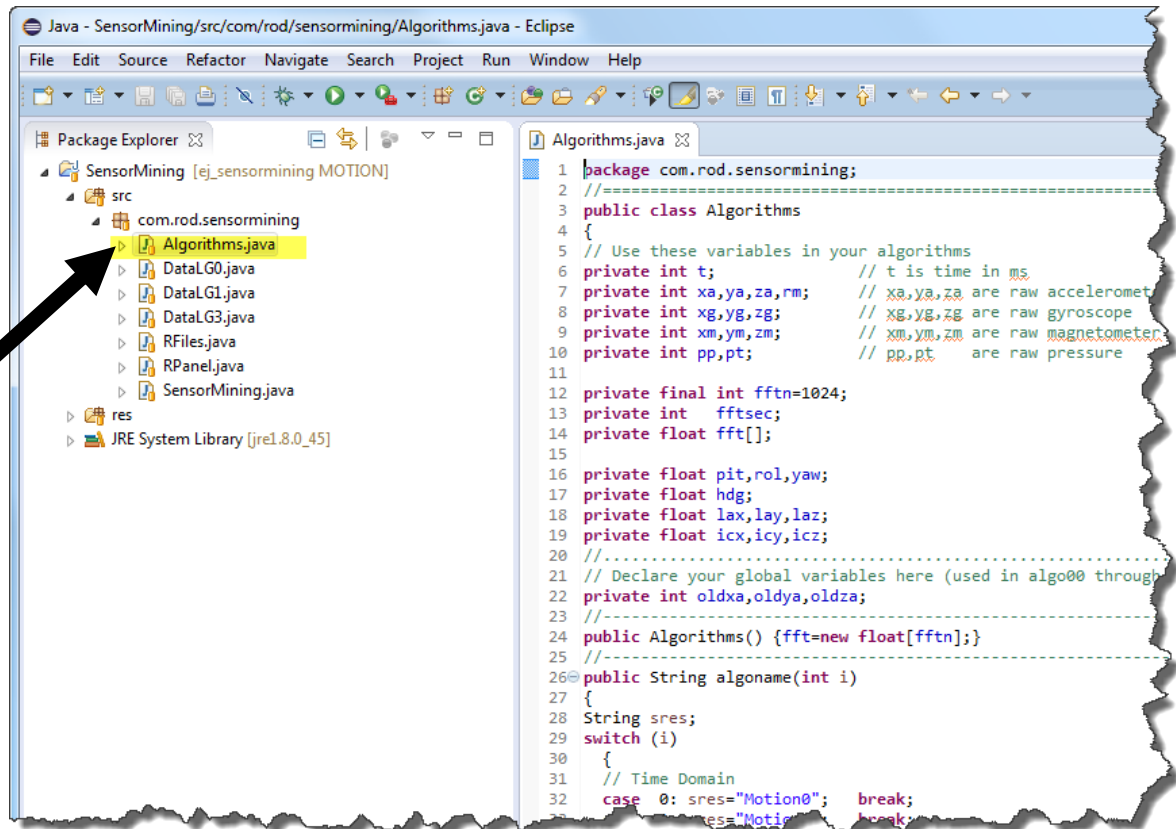 Java - SensorMining/src/com/rod/sensormining/Algorithms.java - Eclipse
File Edit Source Refactor Navigate Search Project Run Window Help
Package Explorer
SensorMining [ej_sensormining MOTION]
src
com.rod.sensormining
Algorithms.java
DataLG0.java
DataLG1.java
DataLG3.java
RFiles.java
RPanel.java
SensorMining.java
res
JRE System Library [jre1.8.0_45]
Algorithms.java
1 package com.rod.sensormining;
2 //============================================================
3 public class Algorithms
4 {
5 // Use these variables in your algorithms
6 private int t; // t is time in ms
7 private int xa,ya,za,rm; // xa,ya,za are raw acceleromet
8 private int xg,yg,zg; // xg,yg,zg are raw gyroscope
9 private int xm,ym,zm; // xm,ym,zm are raw magnetometer
10 private int pp,pt; // pp,pt are raw pressure
11
12 private final int fftn=1024;
13 private int fftsec;
14 private float fft[];
15
16 private float pit,rol,yaw;
17 private float hdg;
18 private float lax,lay,laz;
19 private float icx,icy,icz;
20 //............................................................
21 // Declare your global variables here (used in algo00 through
22 private int oldxa,oldya,oldza;
23 //------------------------------------------------------------
24 public Algorithms() {fft=new float[fftn];}
25 //------------------------------------------------------------
26 public String algoname(int i)
27 {
28 String sres;
29 switch (i)
30 {
31 // Time Domain
32 case 0: sres="Motion0"; break;